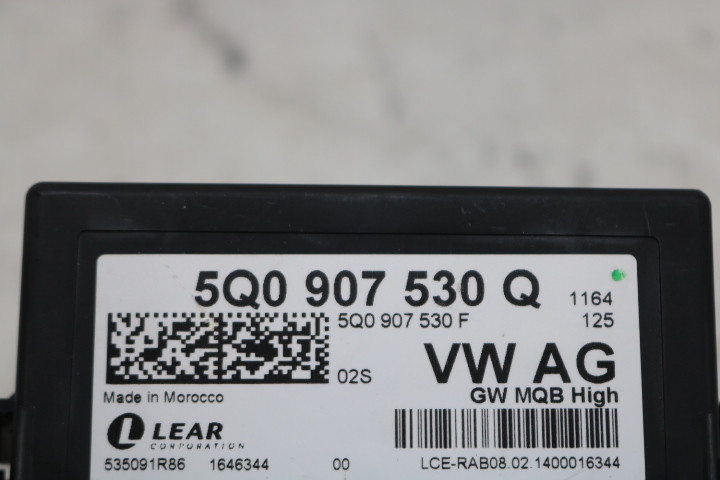 5Q0 907 530 Q 1164
5Q0 907 530 F 125
02S VW AG
Made in Morocco GW MQB High
LEAR
CORPORATION
535091R86 1646344 00 LCE-RAB08.02.1400016344